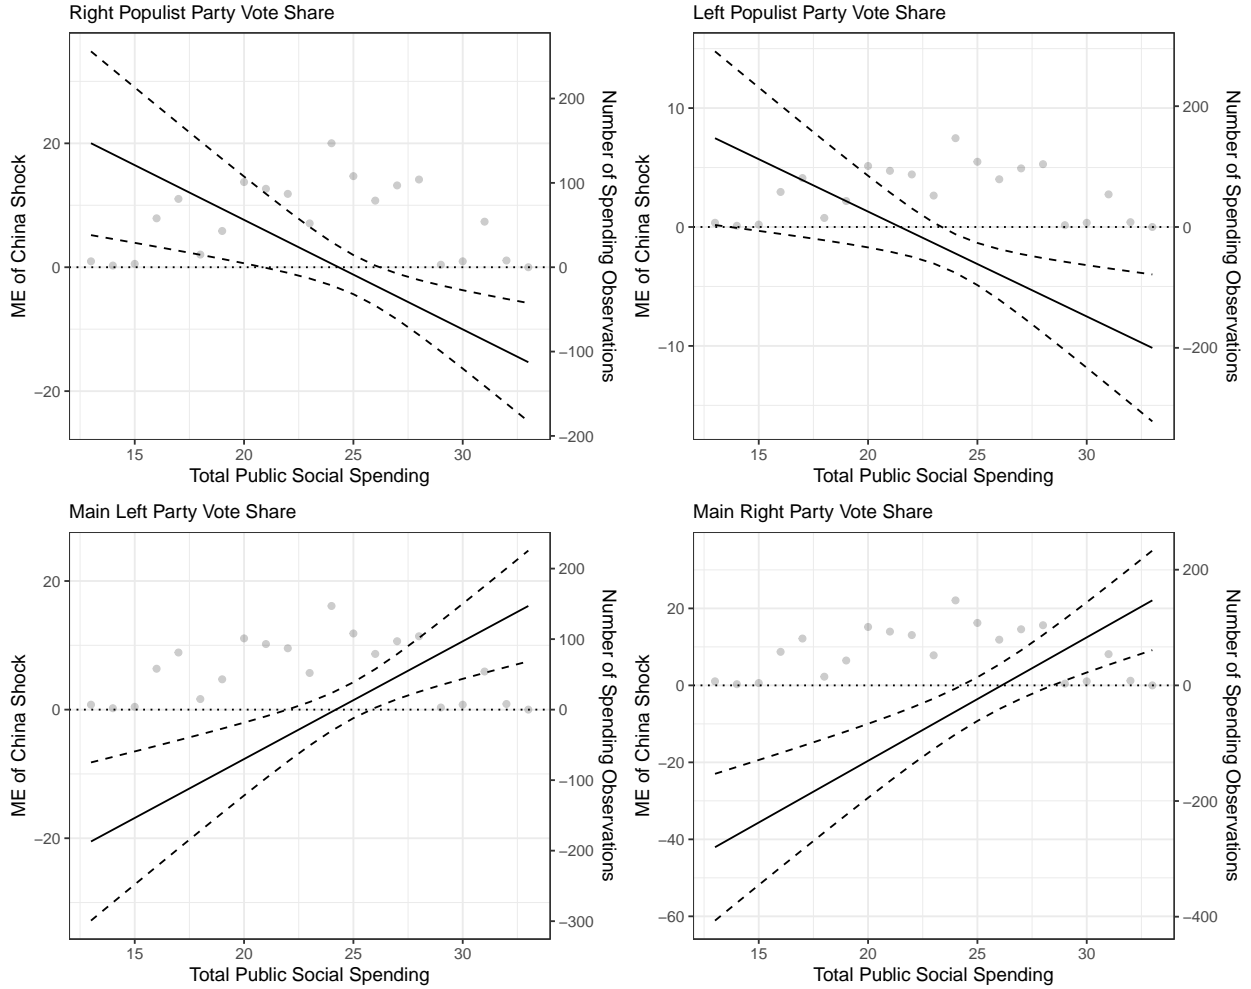 Right Populist Party Vote Share
ME of China Shock
20
0
−20
200
100
0
−100
−200
Number of Spending Observations
15 20 25 30
Total Public Social Spending
Left Populist Party Vote Share
ME of China Shock
10
0
−10
200
0
−200
Number of Spending Observations
15 20 25 30
Total Public Social Spending
Main Left Party Vote Share
ME of China Shock
20
0
−20
200
100
0
−100
−200
−300
Number of Spending Observations
15 20 25 30
Total Public Social Spending
Main Right Party Vote Share
ME of China Shock
20
0
−20
−40
−60
200
0
−200
−400
Number of Spending Observations
15 20 25 30
Total Public Social Spending